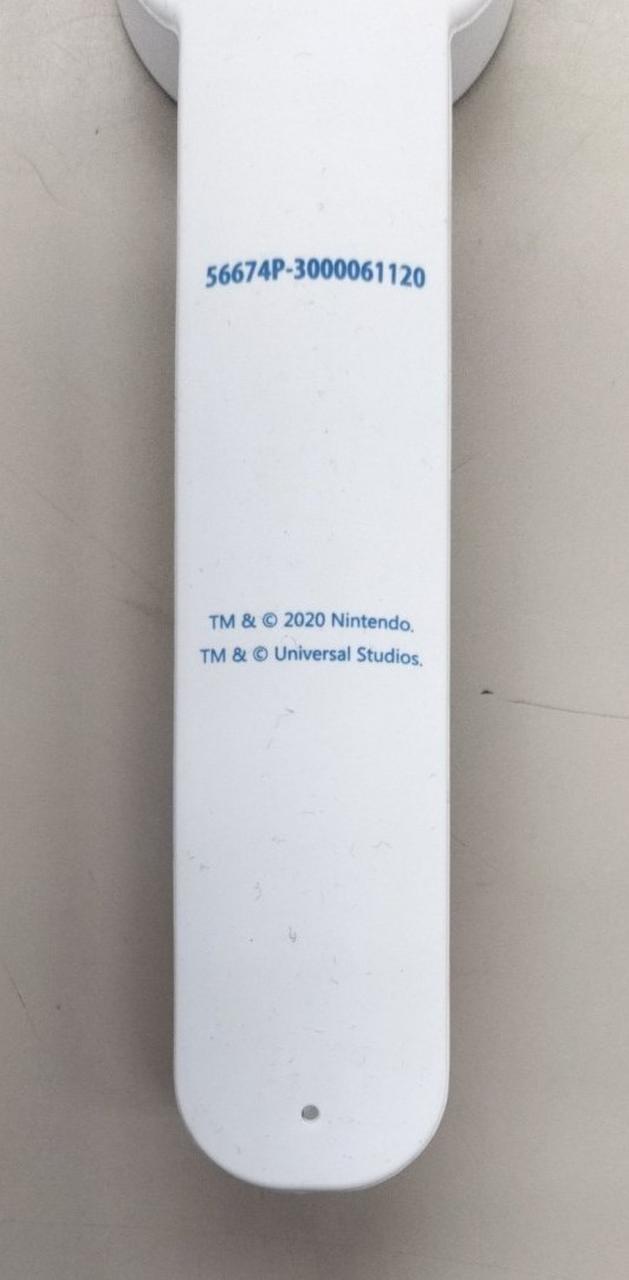 56674P-3000061120
TM & © 2020 Nintendo.
TM & © Universal Studios.